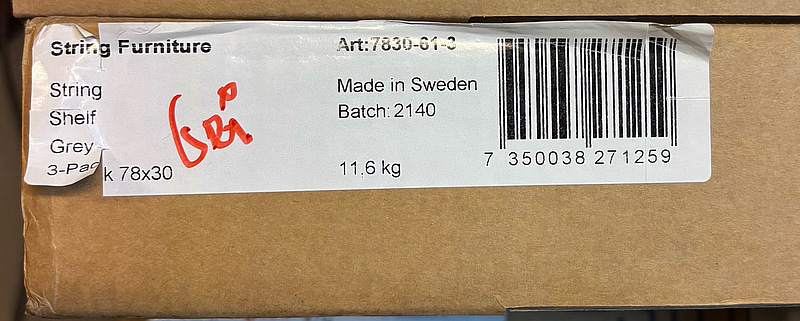 String Furniture
Art:7830-61-3
String
Made in Sweden
Shelf
Batch: 2140
Grey
3-Pack 78x30
11,6 kg
7 350038 271259